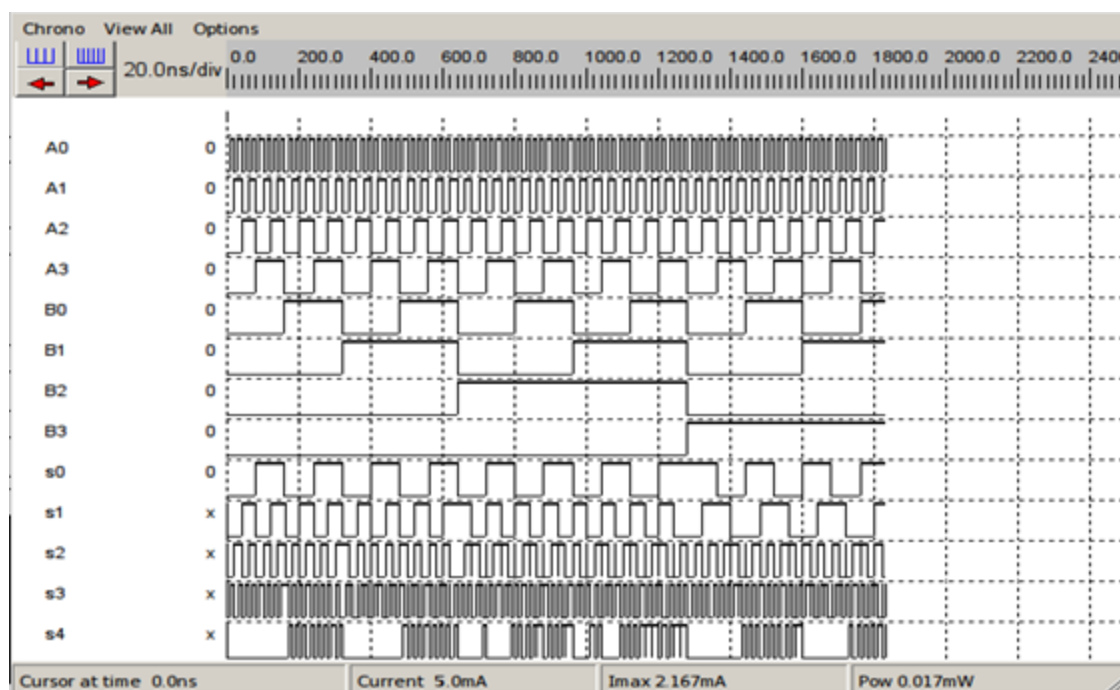 Chrono View All Options
20.0ns/div 0.0 200.0 400.0 600.0 800.0 1000.0 1200.0 1400.0 1600.0 1800.0 2000.0 2200.0 2400
A0 0
A1 0
A2 0
A3 0
B0 0
B1 0
B2 0
B3 0
s0 0
s1 x
s2 x
s3 x
s4 x
Cursor at time 0.0ns Current 5.0mA Imax 2.167mA Pow 0.017mW